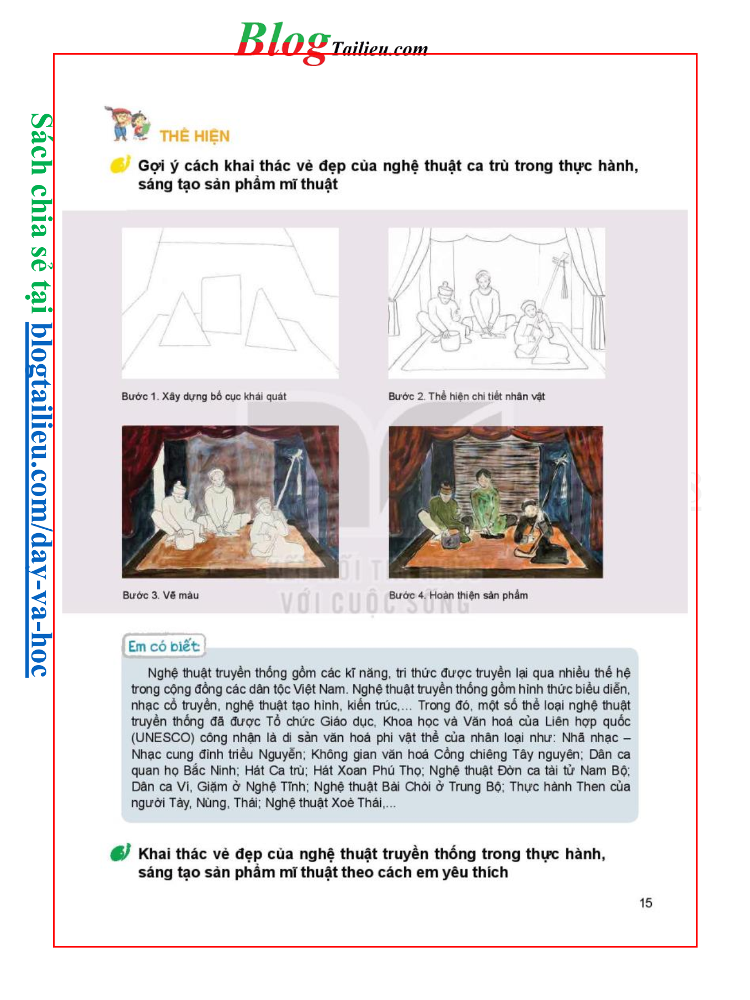 Blog Tailieu.com
Sách chia sẻ tại blogtailieu.com/day-va-hoc
THỂ HIỆN
Gợi ý cách khai thác vẻ đẹp của nghệ thuật ca trù trong thực hành,
sáng tạo sản phẩm mĩ thuật
Bước 1. Xây dựng bố cục khái quát
Bước 2. Thể hiện chi tiết nhân vật
Bước 3. Vẽ màu
Bước 4. Hoàn thiện sản phẩm
KẾT NỐI TRI THỨC
VỚI CUỘC SỐNG
Em có biết:
Nghệ thuật truyền thống gồm các kĩ năng, tri thức được truyền lại qua nhiều thế hệ
trong cộng đồng các dân tộc Việt Nam. Nghệ thuật truyền thống gồm hình thức biểu diễn,
nhạc cổ truyền, nghệ thuật tạo hình, kiến trúc,... Trong đó, một số thể loại nghệ thuật
truyền thống đã được Tổ chức Giáo dục, Khoa học và Văn hoá của Liên hợp quốc
(UNESCO) công nhận là di sản văn hoá phi vật thể của nhân loại như: Nhã nhạc –
Nhạc cung đình triều Nguyễn; Không gian văn hoá Cồng chiêng Tây nguyên; Dân ca
quan họ Bắc Ninh; Hát Ca trù; Hát Xoan Phú Thọ; Nghệ thuật Đờn ca tài tử Nam Bộ;
Dân ca Ví, Giặm ở Nghệ Tĩnh; Nghệ thuật Bài Chòi ở Trung Bộ; Thực hành Then của
người Tày, Nùng, Thái; Nghệ thuật Xoè Thái,...
Khai thác vẻ đẹp của nghệ thuật truyền thống trong thực hành,
sáng tạo sản phẩm mĩ thuật theo cách em yêu thích
15